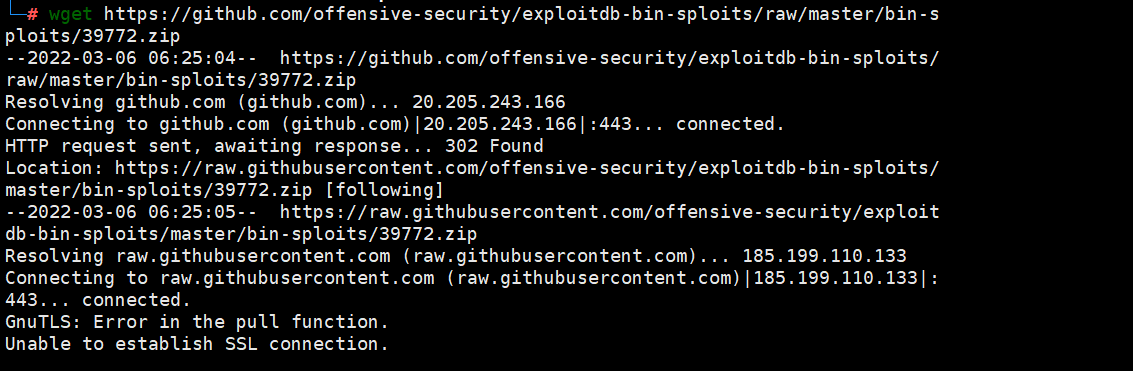 └─# wget https://github.com/offensive-security/exploitdb-bin-sploits/raw/master/bin-s
ploits/39772.zip
--2022-03-06 06:25:04--  https://github.com/offensive-security/exploitdb-bin-sploits/
raw/master/bin-sploits/39772.zip
Resolving github.com (github.com)... 20.205.243.166
Connecting to github.com (github.com)|20.205.243.166|:443... connected.
HTTP request sent, awaiting response... 302 Found
Location: https://raw.githubusercontent.com/offensive-security/exploitdb-bin-sploits/
master/bin-sploits/39772.zip [following]
--2022-03-06 06:25:05--  https://raw.githubusercontent.com/offensive-security/exploit
db-bin-sploits/master/bin-sploits/39772.zip
Resolving raw.githubusercontent.com (raw.githubusercontent.com)... 185.199.110.133
Connecting to raw.githubusercontent.com (raw.githubusercontent.com)|185.199.110.133|:
443... connected.
GnuTLS: Error in the pull function.
Unable to establish SSL connection.